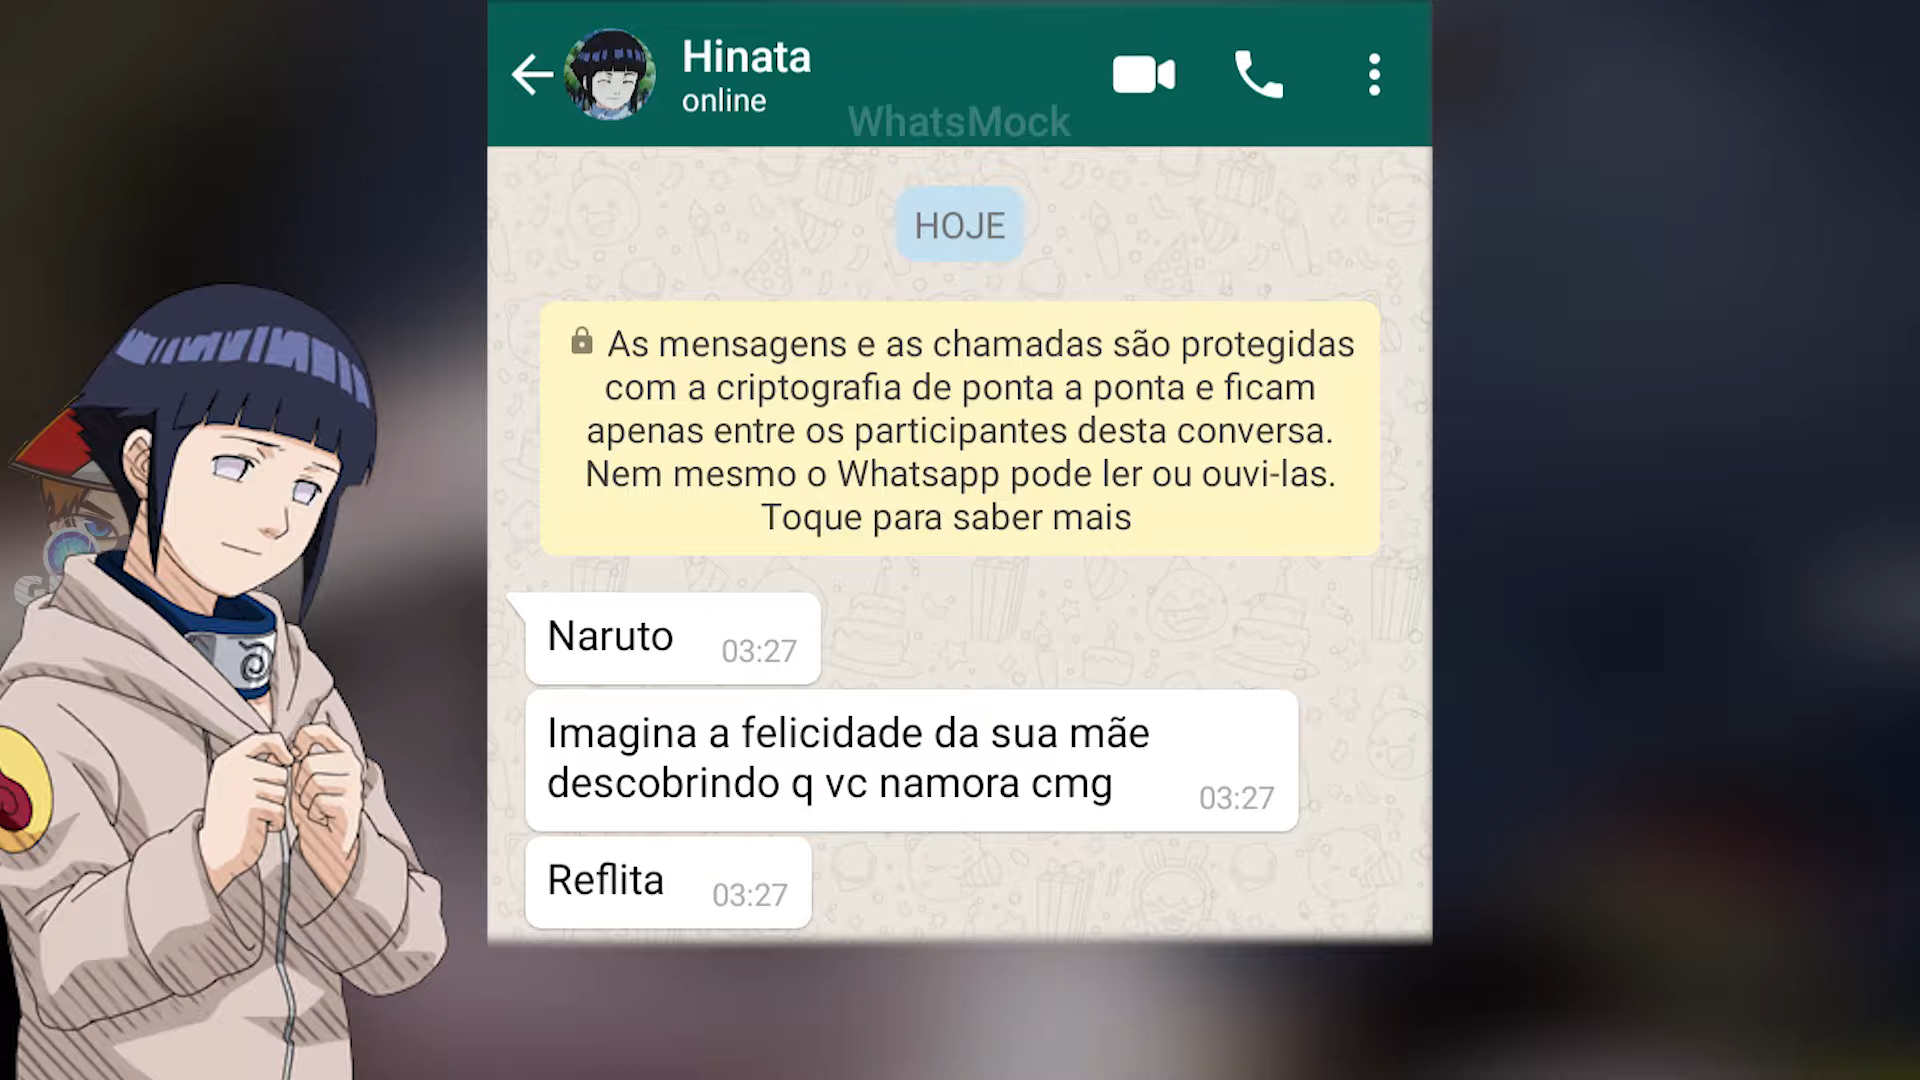 Hinata
online
WhatsMock
HOJE
As mensagens e as chamadas são protegidas
com a criptografia de ponta a ponta e ficam
apenas entre os participantes desta conversa.
Nem mesmo o Whatsapp pode ler ou ouvi-las.
Toque para saber mais
Naruto 03:27
Imagina a felicidade da sua mãe
descobrindo q vc namora cmg 03:27
Reflita 03:27